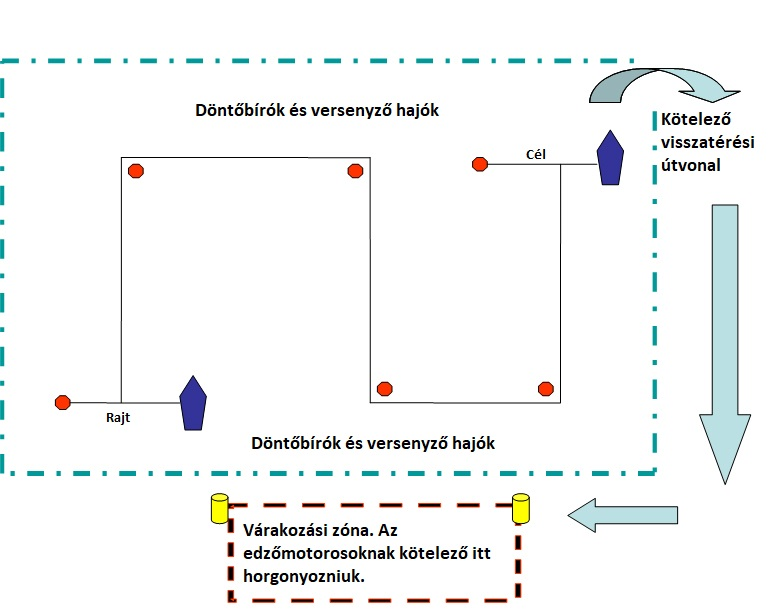 Döntőbírók és versenyző hajók
Kötelező
visszatérési
útvonal
Cél
Rajt
Döntőbírók és versenyző hajók
Várakozási zóna. Az
edzőmotorosoknak kötelező itt
horgonyozniuk.